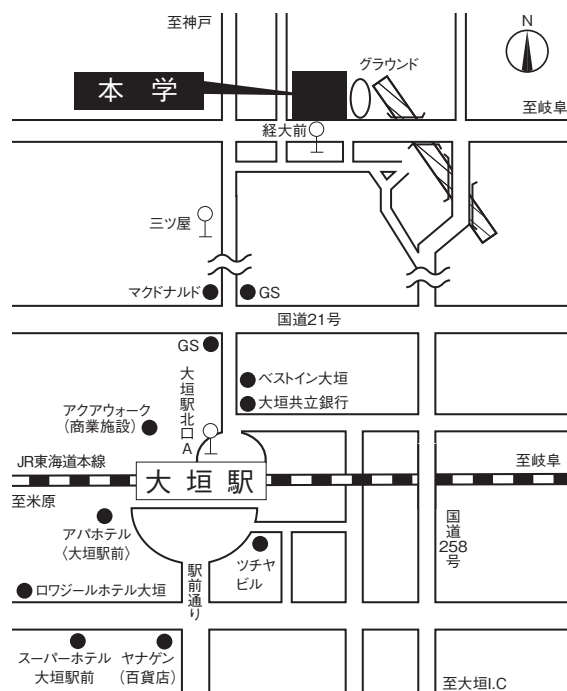 至神戸
N
グラウンド
本 学
至岐阜
経大前
三ツ屋
マクドナルド
GS
国道21号
GS
大垣駅北口A
ベストイン大垣
大垣共立銀行
アクアウォーク
(商業施設)
JR東海道本線
大 垣 駅
至岐阜
至米原
アパホテル
〈大垣駅前〉
国道258号
ツチヤ
ビル
駅前通り
ロワジールホテル大垣
スーパーホテル
大垣駅前
ヤナゲン
(百貨店)
至大垣I.C